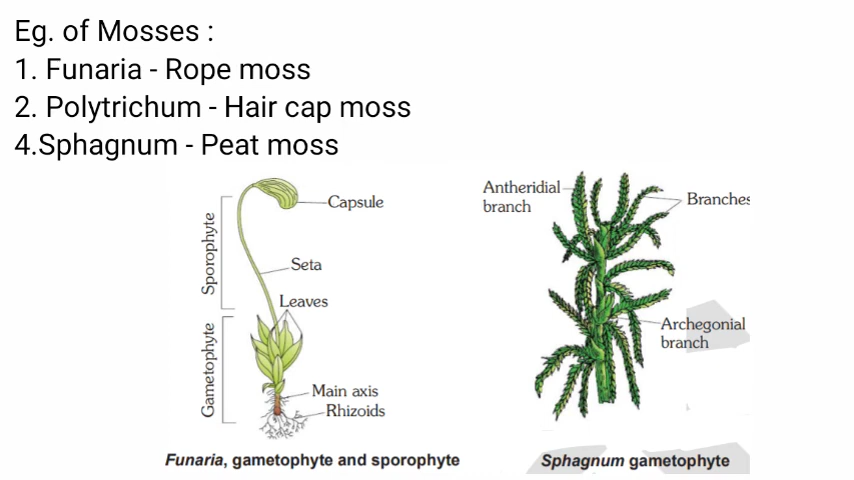 Eg. of Mosses :
1. Funaria - Rope moss
2. Polytrichum - Hair cap moss
4.Sphagnum - Peat moss
Capsule
Sporophyte
Seta
Leaves
Gametophyte
Main axis
Rhizoids
Funaria, gametophyte and sporophyte
Antheridial
branch
Branches
Archegonial
branch
Sphagnum gametophyte